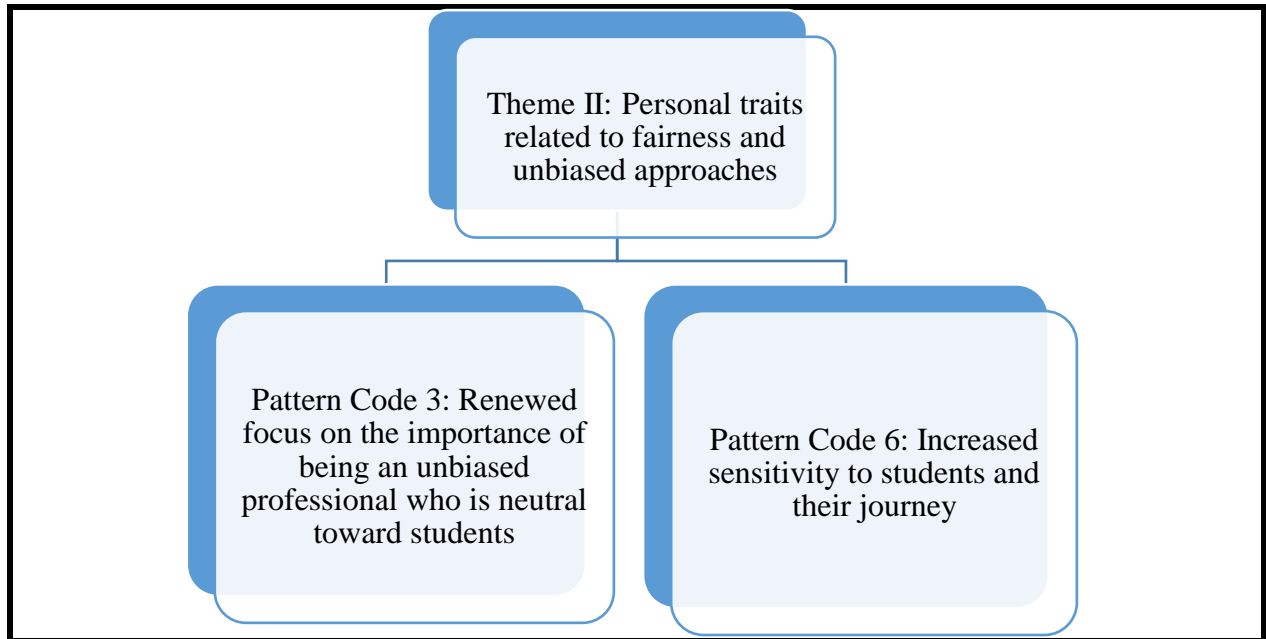 Theme II: Personal traits
related to fairness and
unbiased approaches
Pattern Code 3: Renewed
focus on the importance of
being an unbiased
professional who is neutral
toward students
Pattern Code 6: Increased
sensitivity to students and
their journey